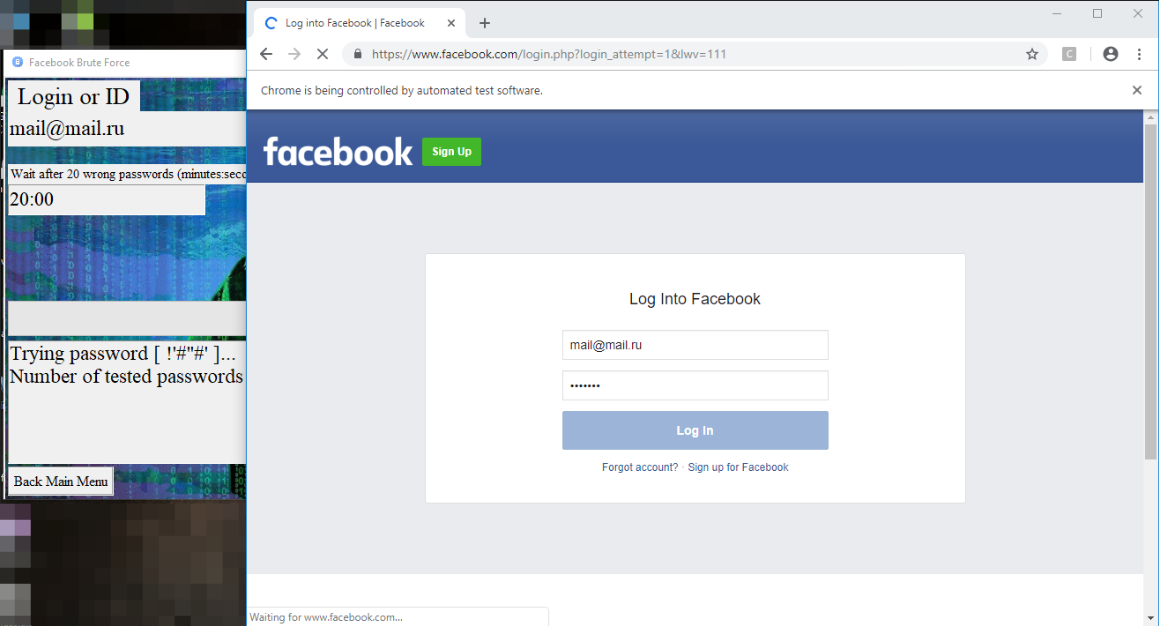 Facebook Brute Force
Login or ID
mail@mail.ru
Wait after 20 wrong passwords (minutes:seco
20:00
Trying password [ !'#"#' ]...
Number of tested passwords
Back Main Menu
Log into Facebook | Facebook
https://www.facebook.com/login.php?login_attempt=1&lwv=111
C
Chrome is being controlled by automated test software.
facebook
Sign Up
Log Into Facebook
mail@mail.ru
•••••••
Log In
Forgot account? · Sign up for Facebook
Waiting for www.facebook.com...